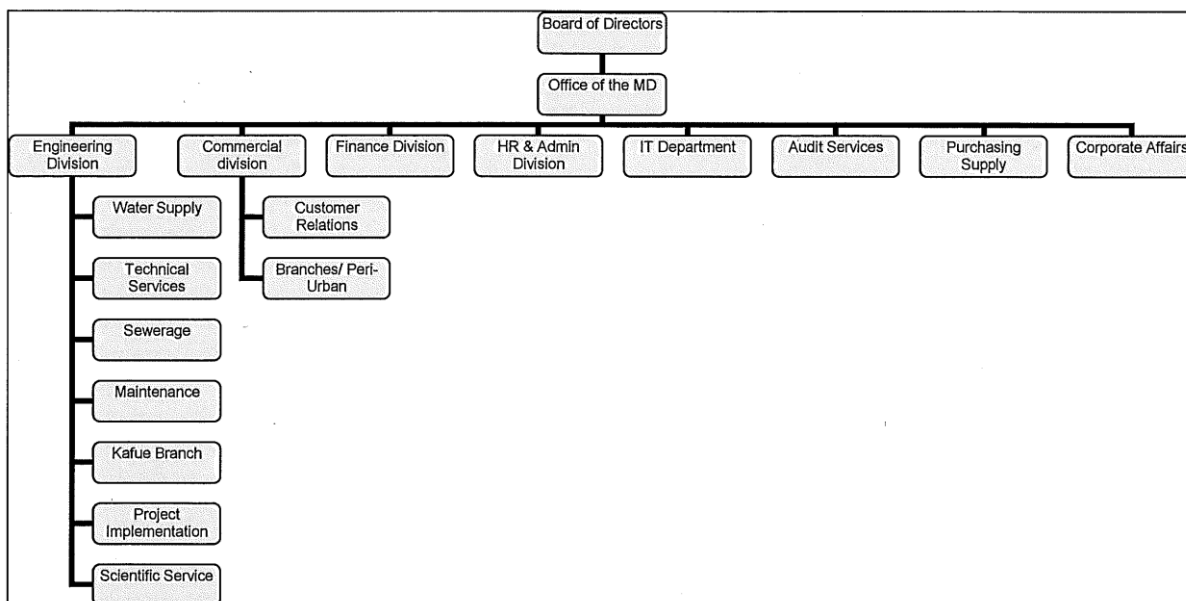 Board of Directors
Office of the MD
Engineering
Division
Commercial
division
Finance Division
HR & Admin
Division
IT Department
Audit Services
Purchasing
Supply
Corporate Affairs
Water Supply
Technical
Services
Sewerage
Maintenance
Kafue Branch
Project
Implementation
Scientific Service
Customer
Relations
Branches/ Peri-
Urban